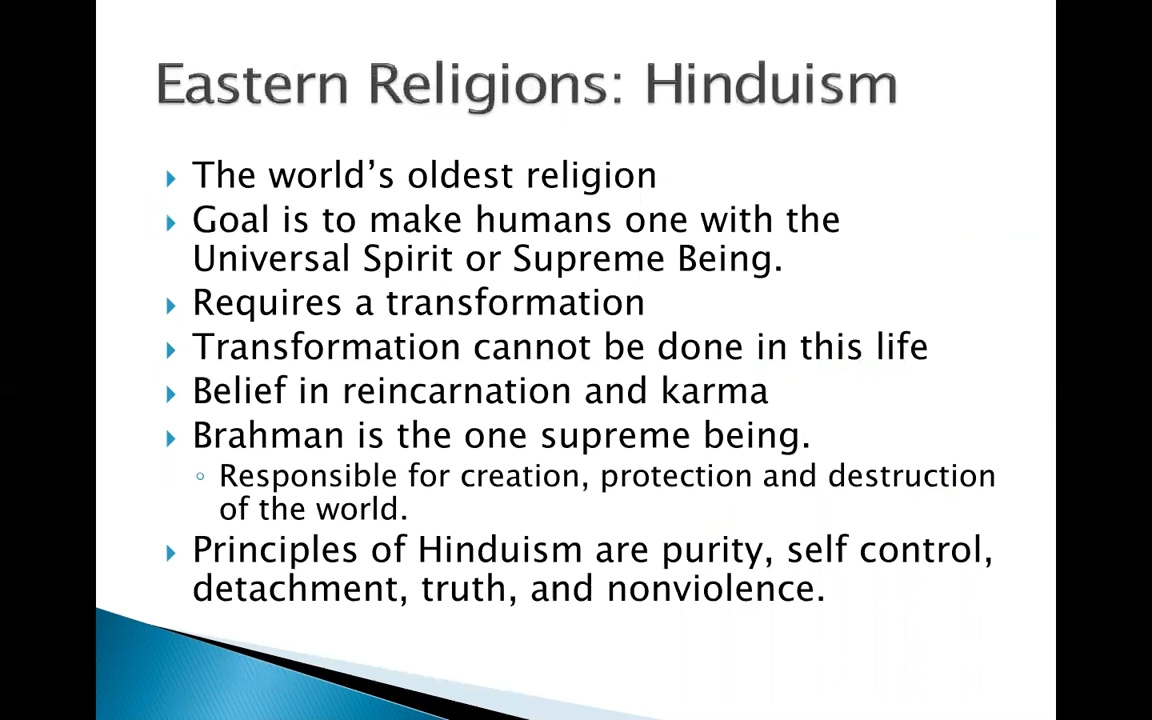 Eastern Religions: Hinduism
The world's oldest religion
Goal is to make humans one with the
Universal Spirit or Supreme Being.
Requires a transformation
Transformation cannot be done in this life
Belief in reincarnation and karma
Brahman is the one supreme being.
Responsible for creation, protection and destruction
of the world.
Principles of Hinduism are purity, self control,
detachment, truth, and nonviolence.